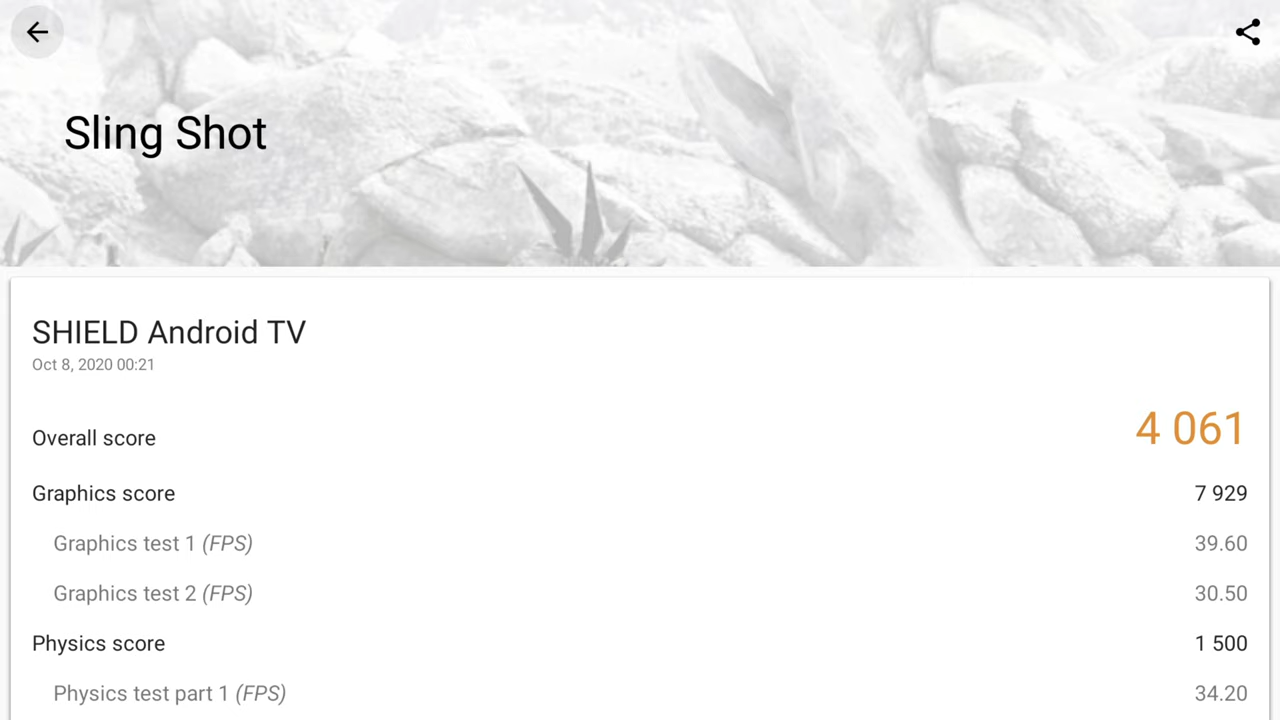 Sling Shot
SHIELD Android TV
Oct 8, 2020 00:21
Overall score 4 061
Graphics score 7 929
Graphics test 1 (FPS) 39.60
Graphics test 2 (FPS) 30.50
Physics score 1 500
Physics test part 1 (FPS) 34.20